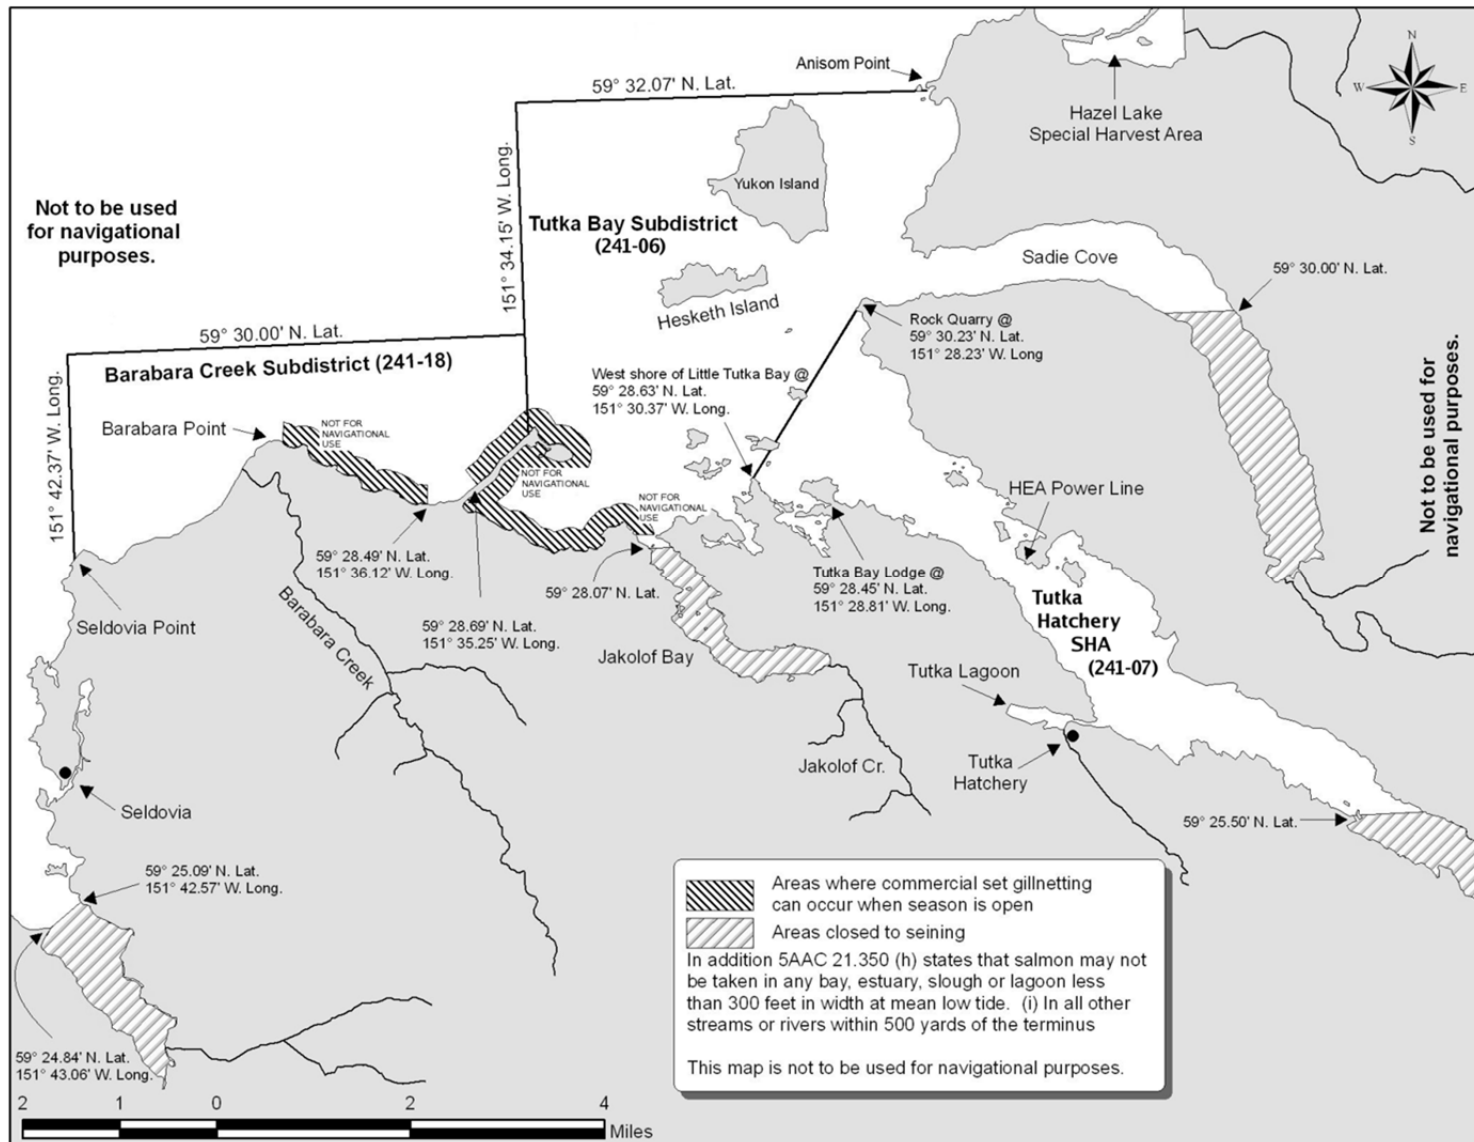 Anisom Point
59° 32.07' N. Lat.
N
W
E
S
Hazel Lake
Special Harvest Area
Yukon Island
Not to be used
for navigational
purposes.
151° 34.15' W. Long.
Tutka Bay Subdistrict
(241-06)
Sadie Cove
59° 30.00' N. Lat.
Hesketh Island
Rock Quarry @
59° 30.23' N. Lat.
151° 28.23' W. Long
59° 30.00' N. Lat.
Barabara Creek Subdistrict (241-18)
West shore of Little Tutka Bay @
59° 28.63' N. Lat.
151° 30.37' W. Long.
Not to be used for
navigational purposes.
151° 42.37' W. Long.
Barabara Point
NOT FOR
NAVIGATIONAL
USE
NOT FOR
NAVIGATIONAL
USE
NOT FOR
NAVIGATIONAL
USE
HEA Power Line
59° 28.49' N. Lat.
151° 36.12' W. Long.
59° 28.07' N. Lat.
Tutka Bay Lodge @
59° 28.45' N. Lat.
151° 28.81' W. Long.
Seldovia Point
Barabara Creek
59° 28.69' N. Lat.
151° 35.25' W. Long.
Jakolof Bay
Tutka
Hatchery
SHA
(241-07)
Tutka Lagoon
Jakolof Cr.
Tutka
Hatchery
Seldovia
59° 25.50' N. Lat.
59° 25.09' N. Lat.
151° 42.57' W. Long.
Areas where commercial set gillnetting
can occur when season is open
Areas closed to seining
In addition 5AAC 21.350 (h) states that salmon may not
be taken in any bay, estuary, slough or lagoon less
than 300 feet in width at mean low tide. (i) In all other
streams or rivers within 500 yards of the terminus
This map is not to be used for navigational purposes.
59° 24.84' N. Lat.
151° 43.06' W. Long.
2 1 0 2 4
Miles